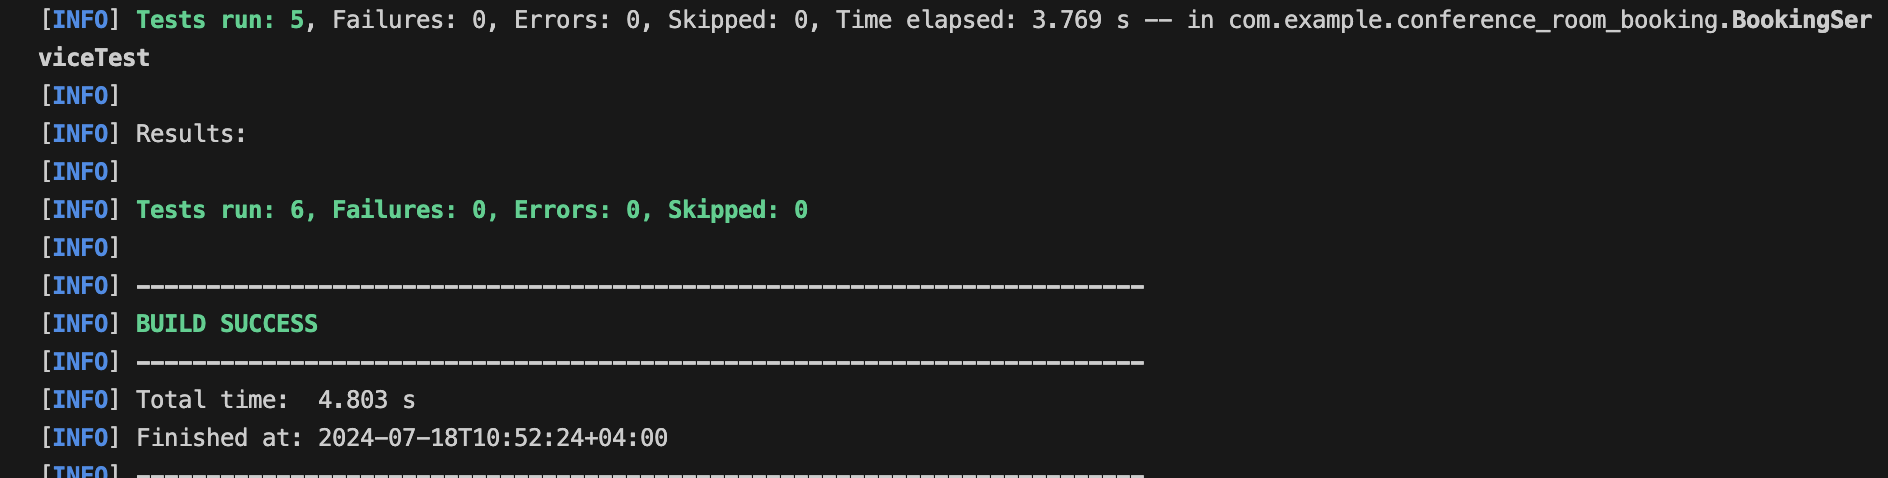 [INFO] Tests run: 5, Failures: 0, Errors: 0, Skipped: 0, Time elapsed: 3.769 s -- in com.example.conference_room_booking.BookingSer
viceTest
[INFO]
[INFO] Results:
[INFO]
[INFO] Tests run: 6, Failures: 0, Errors: 0, Skipped: 0
[INFO]
[INFO] ------------------------------------------------------------------------
[INFO] BUILD SUCCESS
[INFO] ------------------------------------------------------------------------
[INFO] Total time:  4.803 s
[INFO] Finished at: 2024-07-18T10:52:24+04:00
[INFO] ------------------------------------------------------------------------